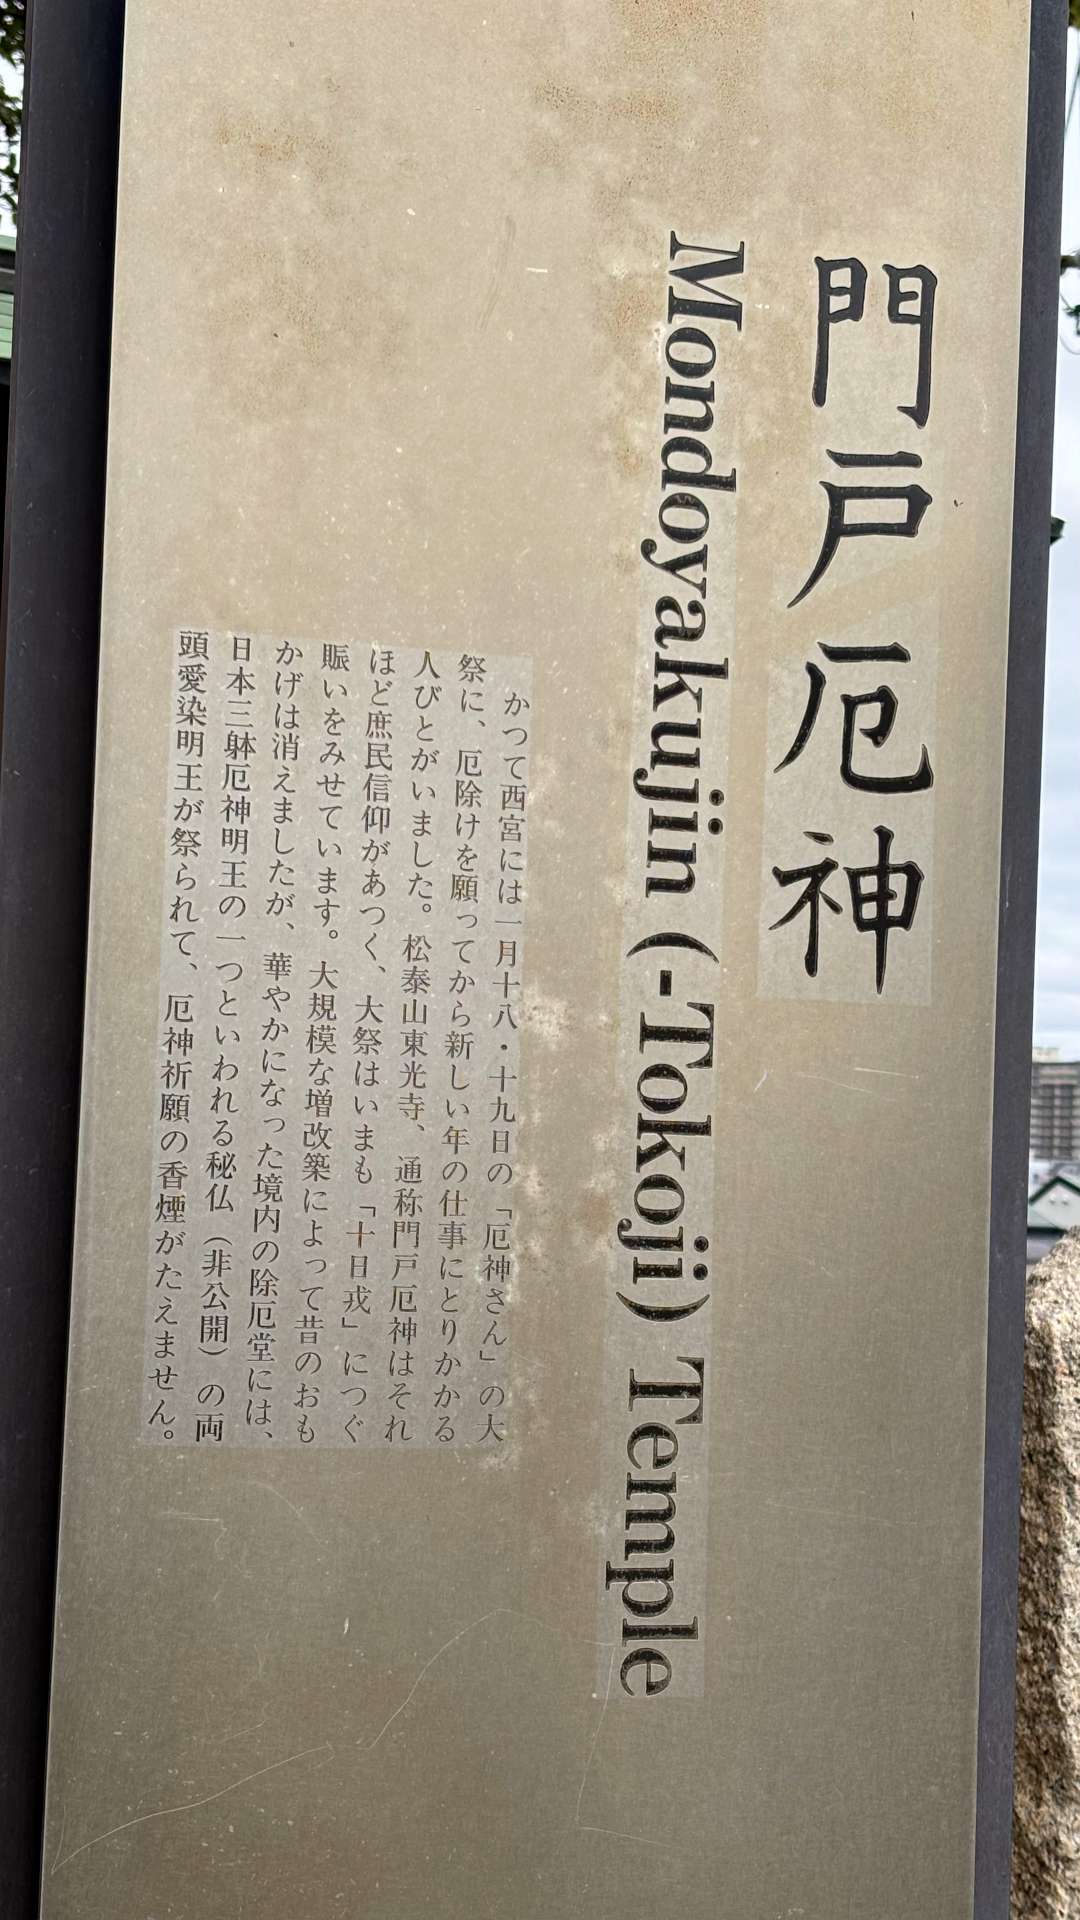 門戸厄神
Mondoyakujin (-Tokoji) Temple
かつて西宮には一月十八・十九日の「厄神さん」の大
祭に、厄除けを願ってから新しい年の仕事にとりかかる
人びとがいました。松泰山東光寺、通称門戸厄神はそれ
ほど庶民信仰があつく、大祭はいまも「十日戎」につぐ
賑いをみせています。大規模な増改築によって昔のおも
かげは消えましたが、華やかになった境内の除厄堂には、
日本三躰厄神明王の一つといわれる秘仏（非公開）の両
頭愛染明王が祭られて、厄神祈願の香煙がたえません。